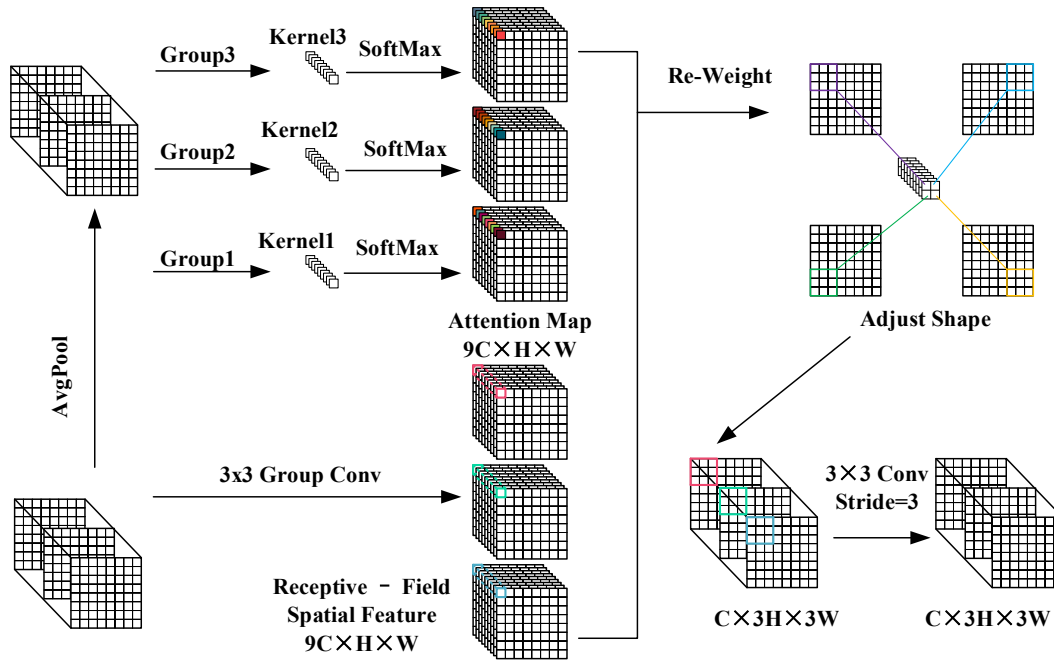 Group3
Kernel3
SoftMax
Re-Weight
Group2
Kernel2
SoftMax
Group1
Kernel1
SoftMax
Attention Map
9C×H×W
Adjust Shape
AvgPool
3x3 Group Conv
3×3 Conv
Stride=3
Receptive - Field
Spatial Feature
9C×H×W
C×3H×3W
C×3H×3W